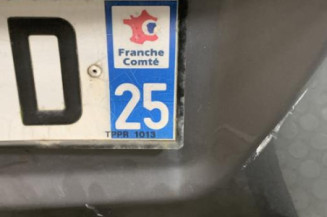 Franche
Comté
D
25
TPPR 1013